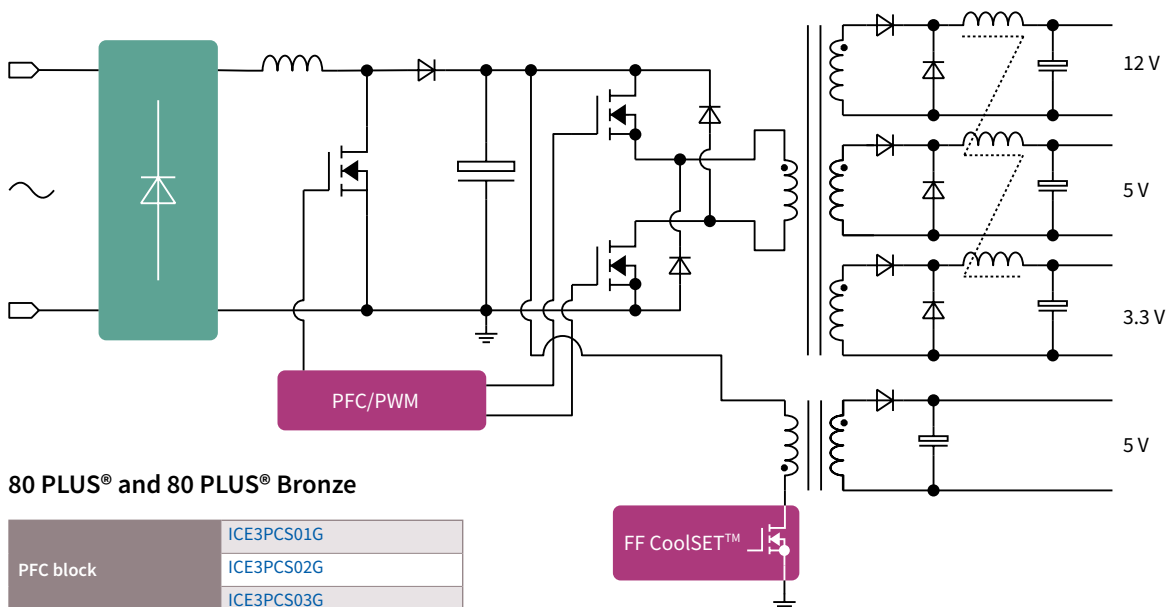 12 V
5 V
3.3 V
PFC/PWM
5 V
80 PLUS® and 80 PLUS® Bronze
FF CoolSET™
PFC block
ICE3PCS01G
ICE3PCS02G
ICE3PCS03G